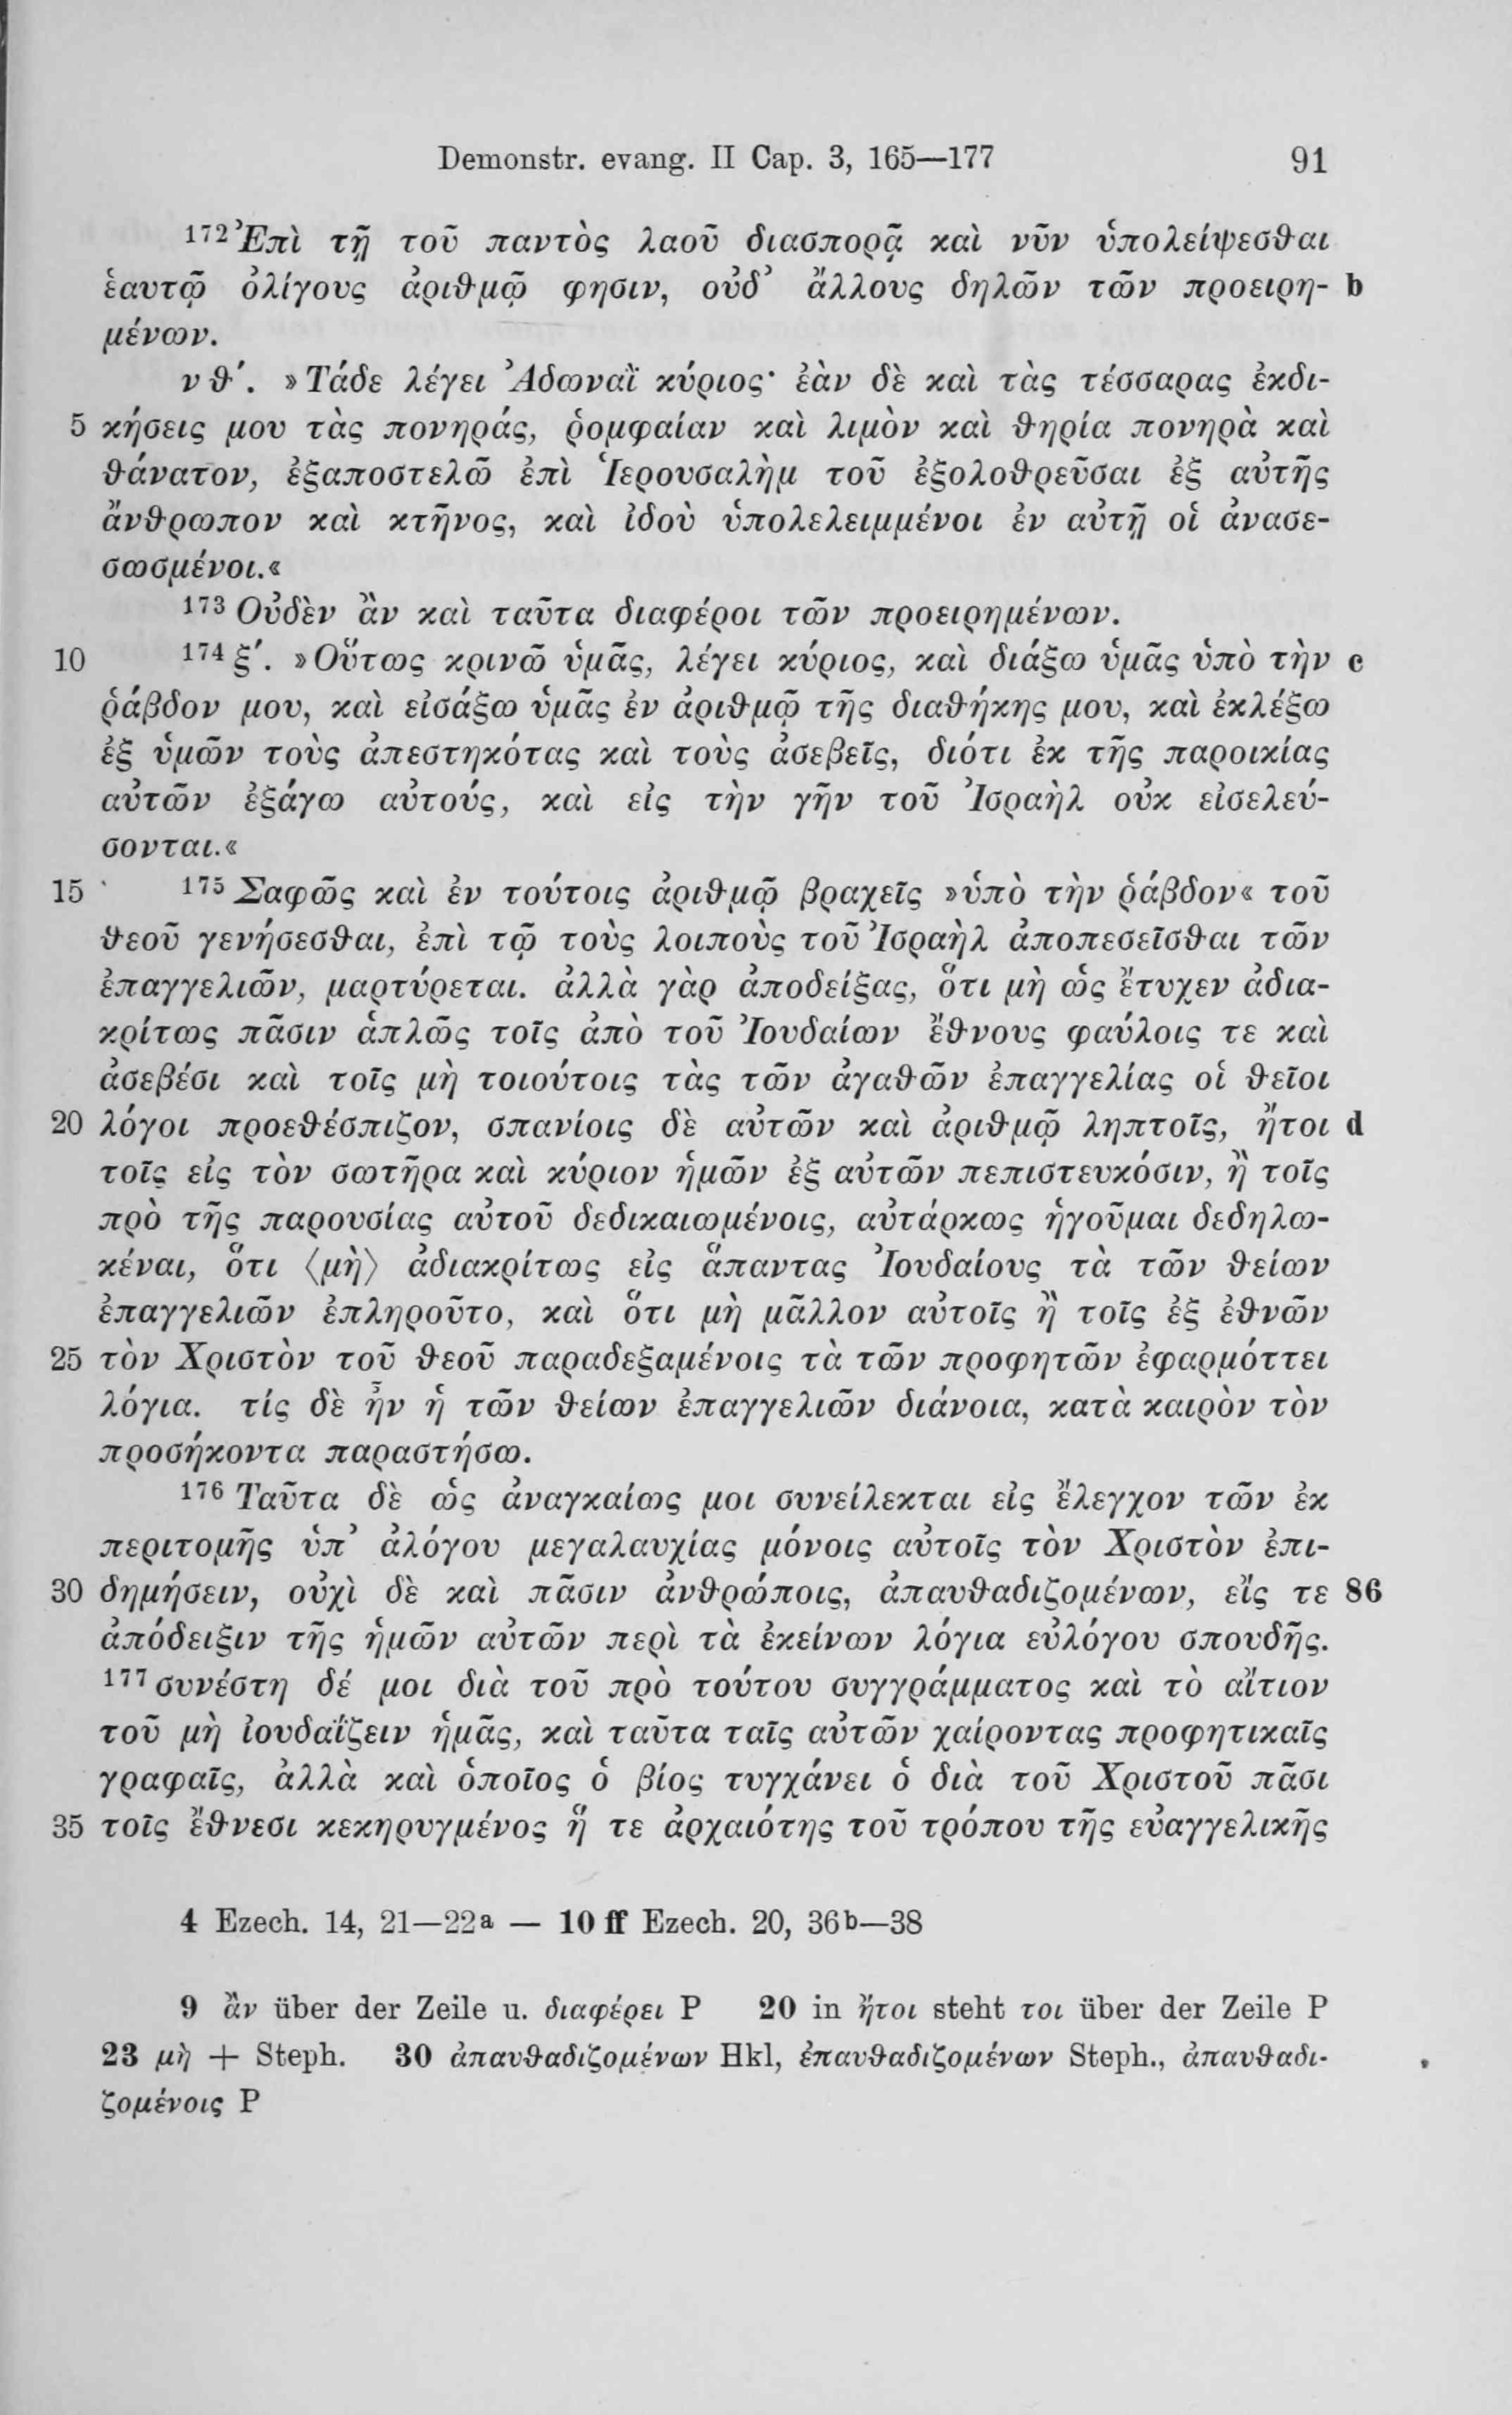 Demonstr. evang. II Cap. 3, 165—177 91
172 Ἐπὶ τῇ τοῦ παντὸς λαοῦ διασπορᾷ καὶ νῦν ὑπολείψεσθαι
ἑαυτῷ ὀλίγους ἀριθμῷ φησιν, οὐδ’ ἄλλους δηλῶν τῶν προειρη- b
μένων.
νθ′. »Τάδε λέγει Ἀδωναῒ κύριος· ἐὰν δὲ καὶ τὰς τέσσαρας ἐκδι-
5 κήσεις μου τὰς πονηράς, ῥομφαίαν καὶ λιμὸν καὶ θηρία πονηρὰ καὶ
θάνατον, ἐξαποστελῶ ἐπὶ Ἱερουσαλὴμ τοῦ ἐξολοθρεῦσαι ἐξ αὐτῆς
ἄνθρωπον καὶ κτῆνος, καὶ ἰδοὺ ὑπολελειμμένοι ἐν αὐτῇ οἱ ἀνασε-
σωσμένοι.«
173 Οὐδὲν ἂν καὶ ταῦτα διαφέροι τῶν προειρημένων.
10 174 ξ′. »Οὕτως κρινῶ ὑμᾶς, λέγει κύριος, καὶ διάξω ὑμᾶς ὑπὸ τὴν c
ῥάβδον μου, καὶ εἰσάξω ὑμᾶς ἐν ἀριθμῷ τῆς διαθήκης μου, καὶ ἐκλέξω
ἐξ ὑμῶν τοὺς ἀπεστηκότας καὶ τοὺς ἀσεβεῖς, διότι ἐκ τῆς παροικίας
αὐτῶν ἐξάγω αὐτούς, καὶ εἰς τὴν γῆν τοῦ Ἰσραὴλ οὐκ εἰσελεύ-
σονται.«
15 175 Σαφῶς καὶ ἐν τούτοις ἀριθμῷ βραχεῖς »ὑπὸ τὴν ῥάβδον« τοῦ
θεοῦ γενήσεσθαι, ἐπὶ τῷ τοὺς λοιποὺς τοῦ Ἰσραὴλ ἀποπεσεῖσθαι τῶν
ἐπαγγελιῶν, μαρτύρεται. ἀλλὰ γὰρ ἀποδείξας, ὅτι μὴ ὡς ἔτυχεν ἀδια-
κρίτως πᾶσιν ἁπλῶς τοῖς ἀπὸ τοῦ Ἰουδαίων ἔθνους φαύλοις τε καὶ
ἀσεβέσι καὶ τοῖς μὴ τοιούτοις τὰς τῶν ἀγαθῶν ἐπαγγελίας οἱ θεῖοι
20 λόγοι προεθέσπιζον, σπανίοις δὲ αὐτῶν καὶ ἀριθμῷ ληπτοῖς, ἤτοι d
τοῖς εἰς τὸν σωτῆρα καὶ κύριον ἡμῶν ἐξ αὐτῶν πεπιστευκόσιν, ἢ τοῖς
πρὸ τῆς παρουσίας αὐτοῦ δεδικαιωμένοις, αὐτάρκως ἡγοῦμαι δεδηλω-
κέναι, ὅτι ⟨μὴ⟩ ἀδιακρίτως εἰς ἅπαντας Ἰουδαίους τὰ τῶν θείων
ἐπαγγελιῶν ἐπληροῦτο, καὶ ὅτι μὴ μᾶλλον αὐτοῖς ἢ τοῖς ἐξ ἐθνῶν
25 τὸν Χριστὸν τοῦ θεοῦ παραδεξαμένοις τὰ τῶν προφητῶν ἐφαρμόττει
λόγια. τίς δὲ ἦν ἡ τῶν θείων ἐπαγγελιῶν διάνοια, κατὰ καιρὸν τὸν
προσήκοντα παραστήσω.
176 Ταῦτα δὲ ὡς ἀναγκαίως μοι συνείλεκται εἰς ἔλεγχον τῶν ἐκ
περιτομῆς ὑπ’ ἀλόγου μεγαλαυχίας μόνοις αὐτοῖς τὸν Χριστὸν ἐπι-
30 δημήσειν, οὐχὶ δὲ καὶ πᾶσιν ἀνθρώποις, ἀπαυθαδιζομένων, εἴς τε 86
ἀπόδειξιν τῆς ἡμῶν αὐτῶν περὶ τὰ ἐκείνων λόγια εὐλόγου σπουδῆς.
177 συνέστη δέ μοι διὰ τοῦ πρὸ τούτου συγγράμματος καὶ τὸ αἴτιον
τοῦ μὴ ἰουδαΐζειν ἡμᾶς, καὶ ταῦτα ταῖς αὐτῶν χαίροντας προφητικαῖς
γραφαῖς, ἀλλὰ καὶ ὁποῖος ὁ βίος τυγχάνει ὁ διὰ τοῦ Χριστοῦ πᾶσι
35 τοῖς ἔθνεσι κεκηρυγμένος ἥ τε ἀρχαιότης τοῦ τρόπου τῆς εὐαγγελικῆς
4 Ezech. 14, 21—22a — 10 ff Ezech. 20, 36b—38
9 ἂν über der Zeile u. διαφέρει P 20 in ἤτοι steht τοι über der Zeile P
23 μὴ + Steph. 30 ἀπαυθαδιζομένων Hkl, ἐπαυθαδιζομένων Steph., ἀπαυθαδι-
ζομένοις P